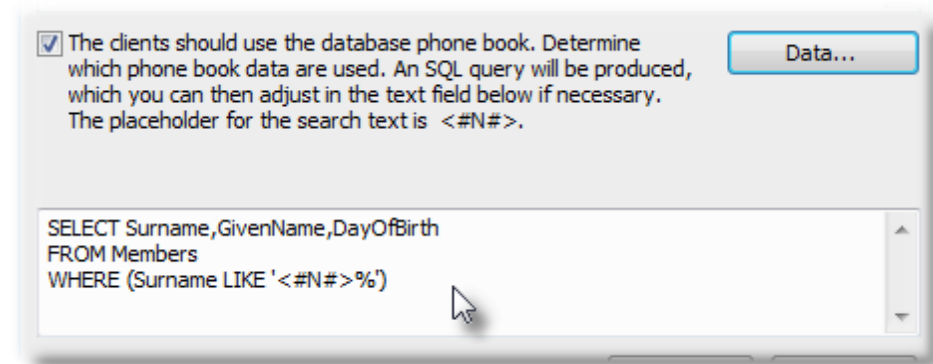 The clients should use the database phone book. Determine
which phone book data are used. An SQL query will be produced,
which you can then adjust in the text field below if necessary.
The placeholder for the search text is <#N#>.
Data...
SELECT Surname,GivenName,DayOfBirth
FROM Members
WHERE (Surname LIKE '<#N#>%')